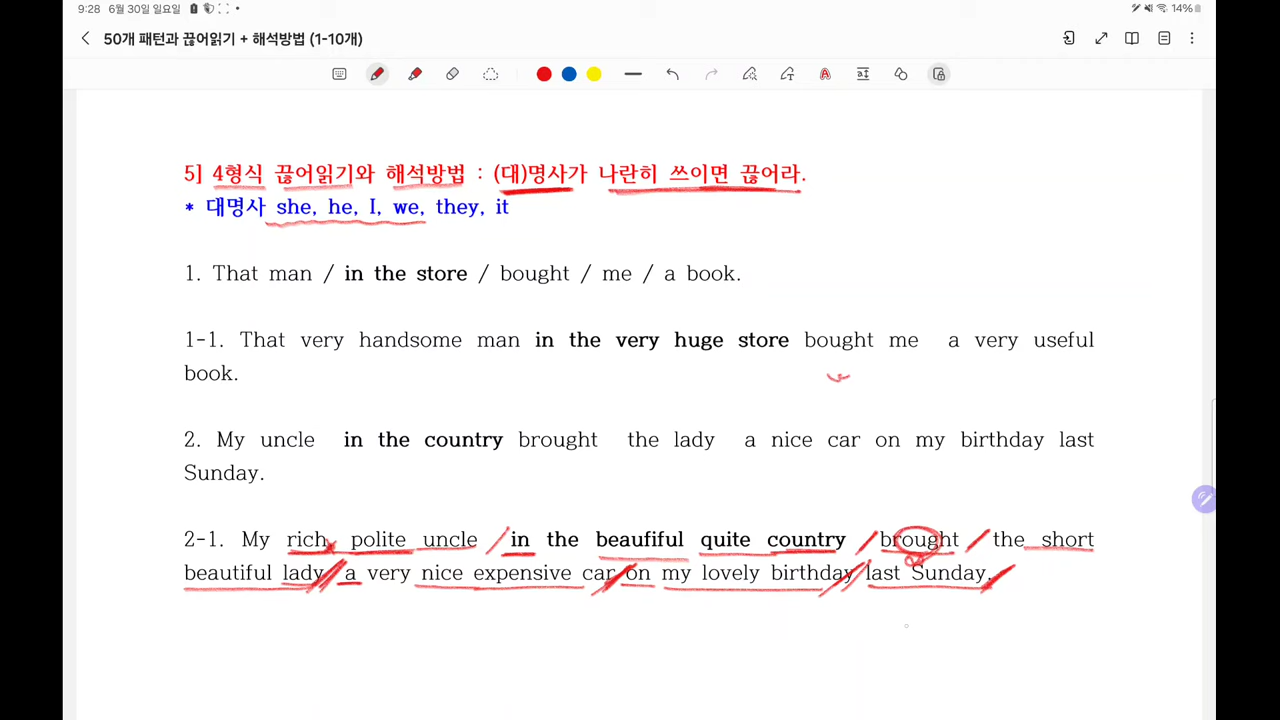 9:28 6월 30일 일요일 14%
50개 패턴과 끊어읽기 + 해석방법 (1-10개)
5] 4형식 끊어읽기와 해석방법 : (대)명사가 나란히 쓰이면 끊어라.
* 대명사 she, he, I, we, they, it
1. That man / in the store / bought / me / a book.
1-1. That very handsome man in the very huge store bought me a very useful
book.
2. My uncle in the country brought the lady a nice car on my birthday last
Sunday.
2-1. My rich, polite uncle / in the beaufiful quite country / brought / the short
beautiful lady / a very nice expensive car / on my lovely birthday / last Sunday. /